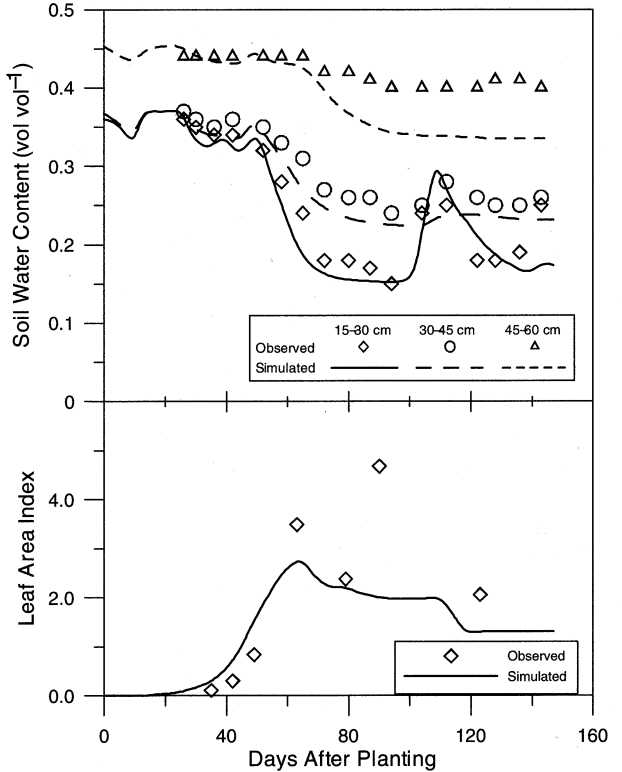 0.5
0.4
0.3
0.2
0.1
0
Soil Water Content (vol vol⁻¹)
15-30 cm 30-45 cm 45-60 cm
Observed
Simulated
4.0
2.0
0.0
Leaf Area Index
Observed
Simulated
0 40 80 120 160
Days After Planting